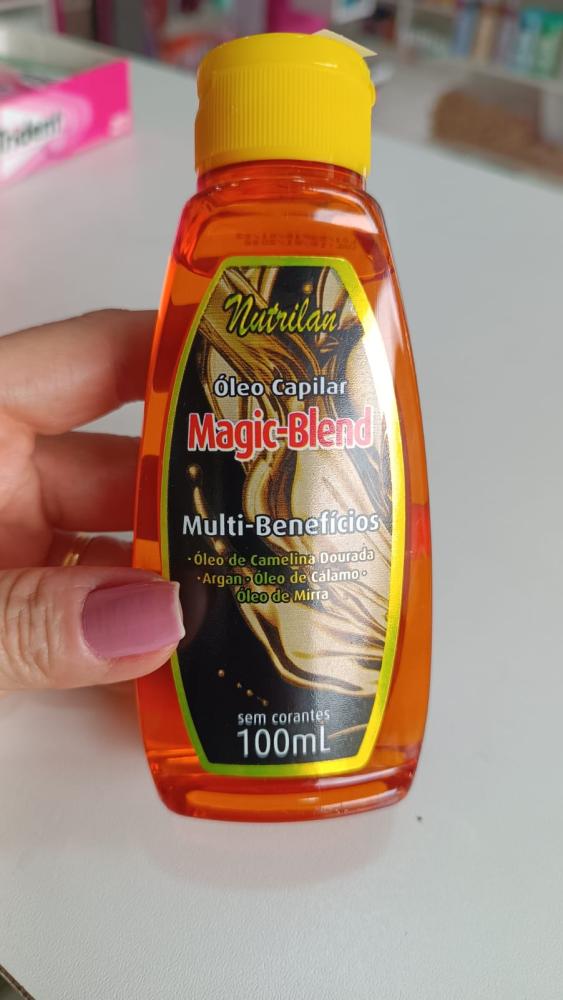 Trident
Nutrilan
Óleo Capilar
Magic-Blend
Multi-Benefícios
·Óleo de Camelina Dourada
·Argan·Óleo de Cálamo·
Óleo de Mirra
sem corantes
100mL